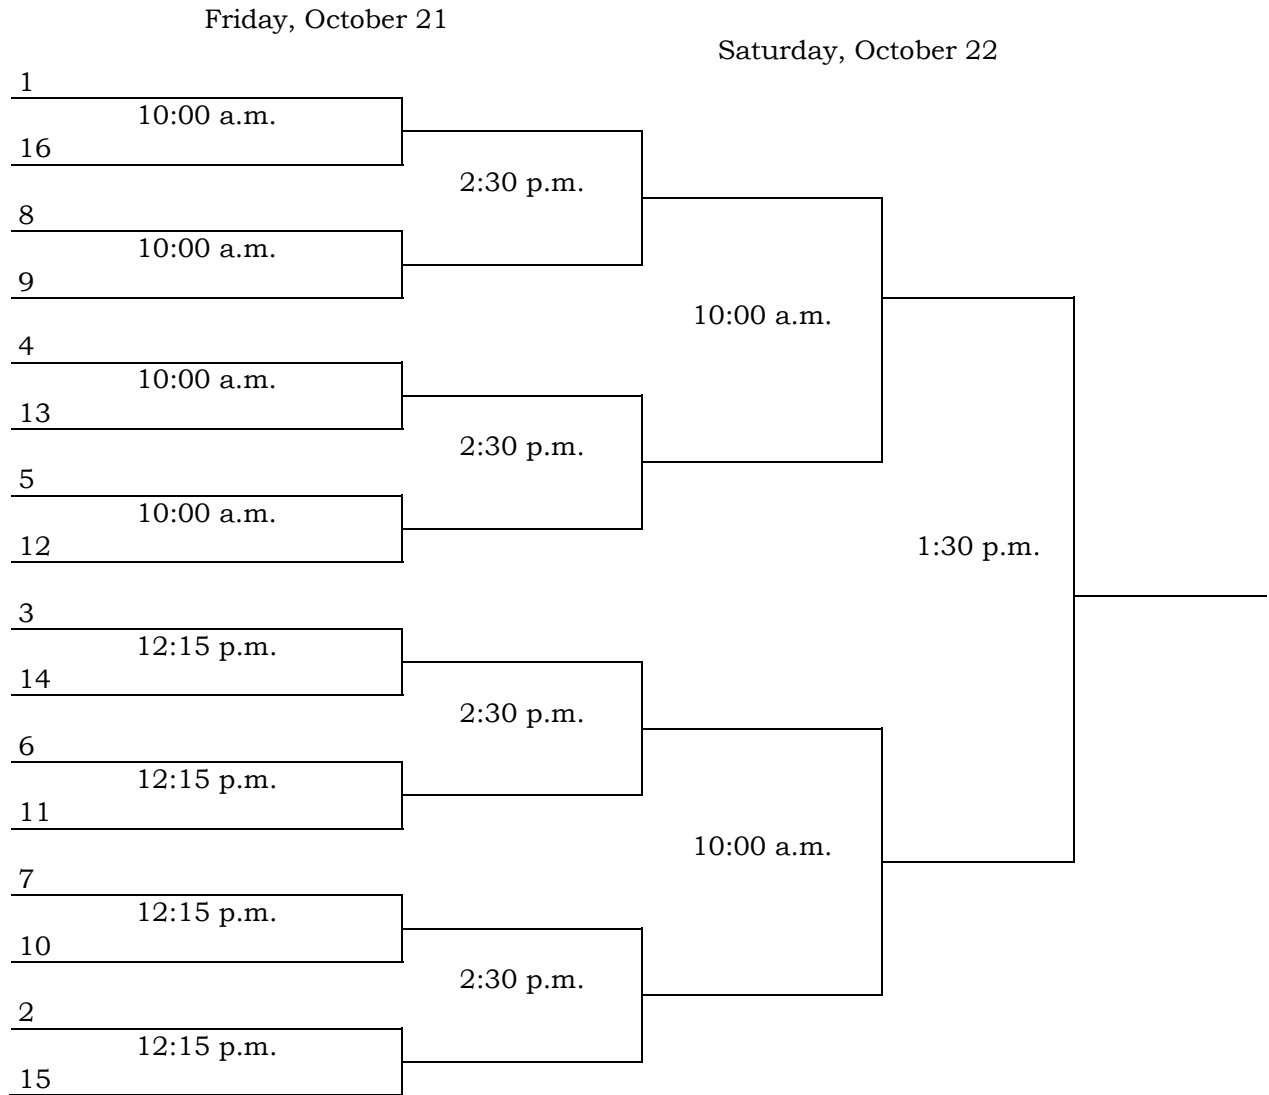 Friday, October 21
Saturday, October 22
1
10:00 a.m.
16
2:30 p.m.
8
10:00 a.m.
9
10:00 a.m.
4
10:00 a.m.
13
2:30 p.m.
5
10:00 a.m.
12
1:30 p.m.
3
12:15 p.m.
14
2:30 p.m.
6
12:15 p.m.
11
10:00 a.m.
7
12:15 p.m.
10
2:30 p.m.
2
12:15 p.m.
15